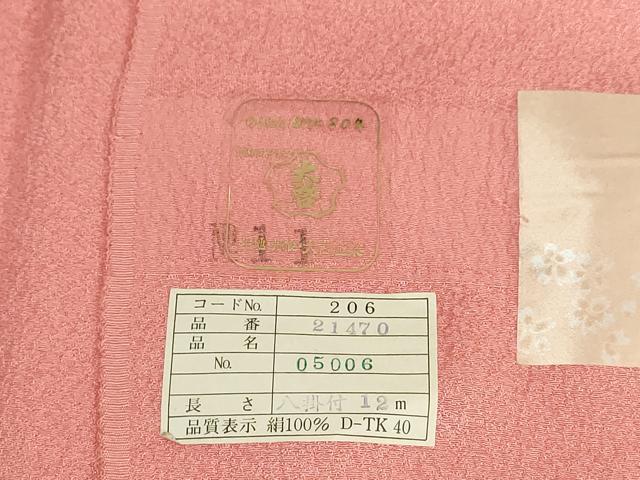 11
コードNo. 206
品番 21470
品名
No. 05006
長さ 八掛付 12m
品質表示 絹100% D-TK 40